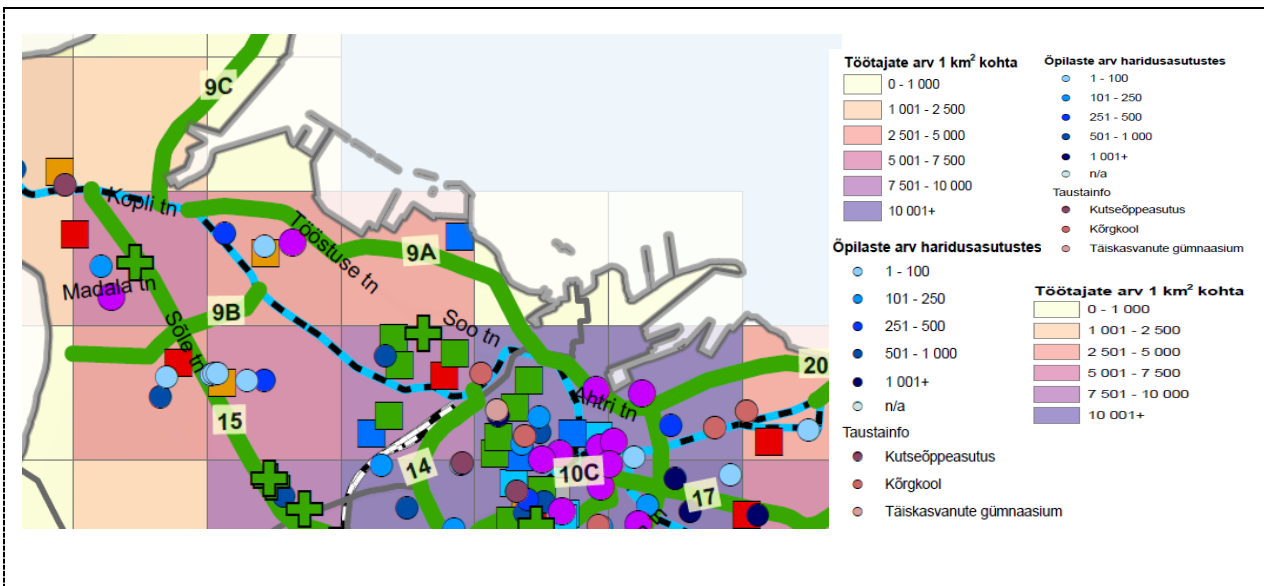 9C
Kopli tn
Tööstuse tn
9A
Madala tn
9B
Sõle tn
Soo tn
20
Ahtri tn
15
14
10C
17
Töötajate arv 1 km² kohta
0 - 1 000
1 001 - 2 500
2 501 - 5 000
5 001 - 7 500
7 501 - 10 000
10 001+
Õpilaste arv haridusasutustes
1 - 100
101 - 250
251 - 500
501 - 1 000
1 001+
n/a
Taustainfo
Kutseõppeasutus
Kõrgkool
Täiskasvanute gümnaasium
Õpilaste arv haridusasutustes
1 - 100
101 - 250
251 - 500
501 - 1 000
1 001+
n/a
Taustainfo
Kutseõppeasutus
Kõrgkool
Täiskasvanute gümnaasium
Töötajate arv 1 km² kohta
0 - 1 000
1 001 - 2 500
2 501 - 5 000
5 001 - 7 500
7 501 - 10 000
10 001+